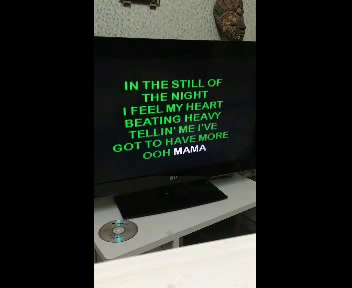 IN THE STILL OF
THE NIGHT
I FEEL MY HEART
BEATING HEAVY
TELLIN' ME I'VE
GOT TO HAVE MORE
OOH MAMA
LG